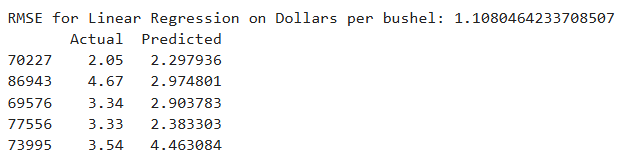 RMSE for Linear Regression on Dollars per bushel: 1.1080464233708507
Actual Predicted
70227 2.05 2.297936
86943 4.67 2.974801
69576 3.34 2.903783
77556 3.33 2.383303
73995 3.54 4.463084